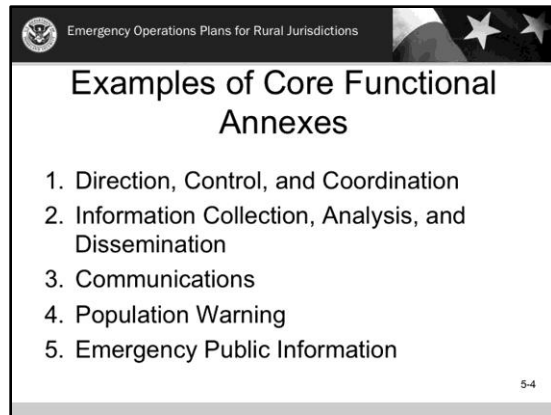 Emergency Operations Plans for Rural Jurisdictions
Examples of Core Functional
Annexes
1. Direction, Control, and Coordination
2. Information Collection, Analysis, and
Dissemination
3. Communications
4. Population Warning
5. Emergency Public Information
5-4